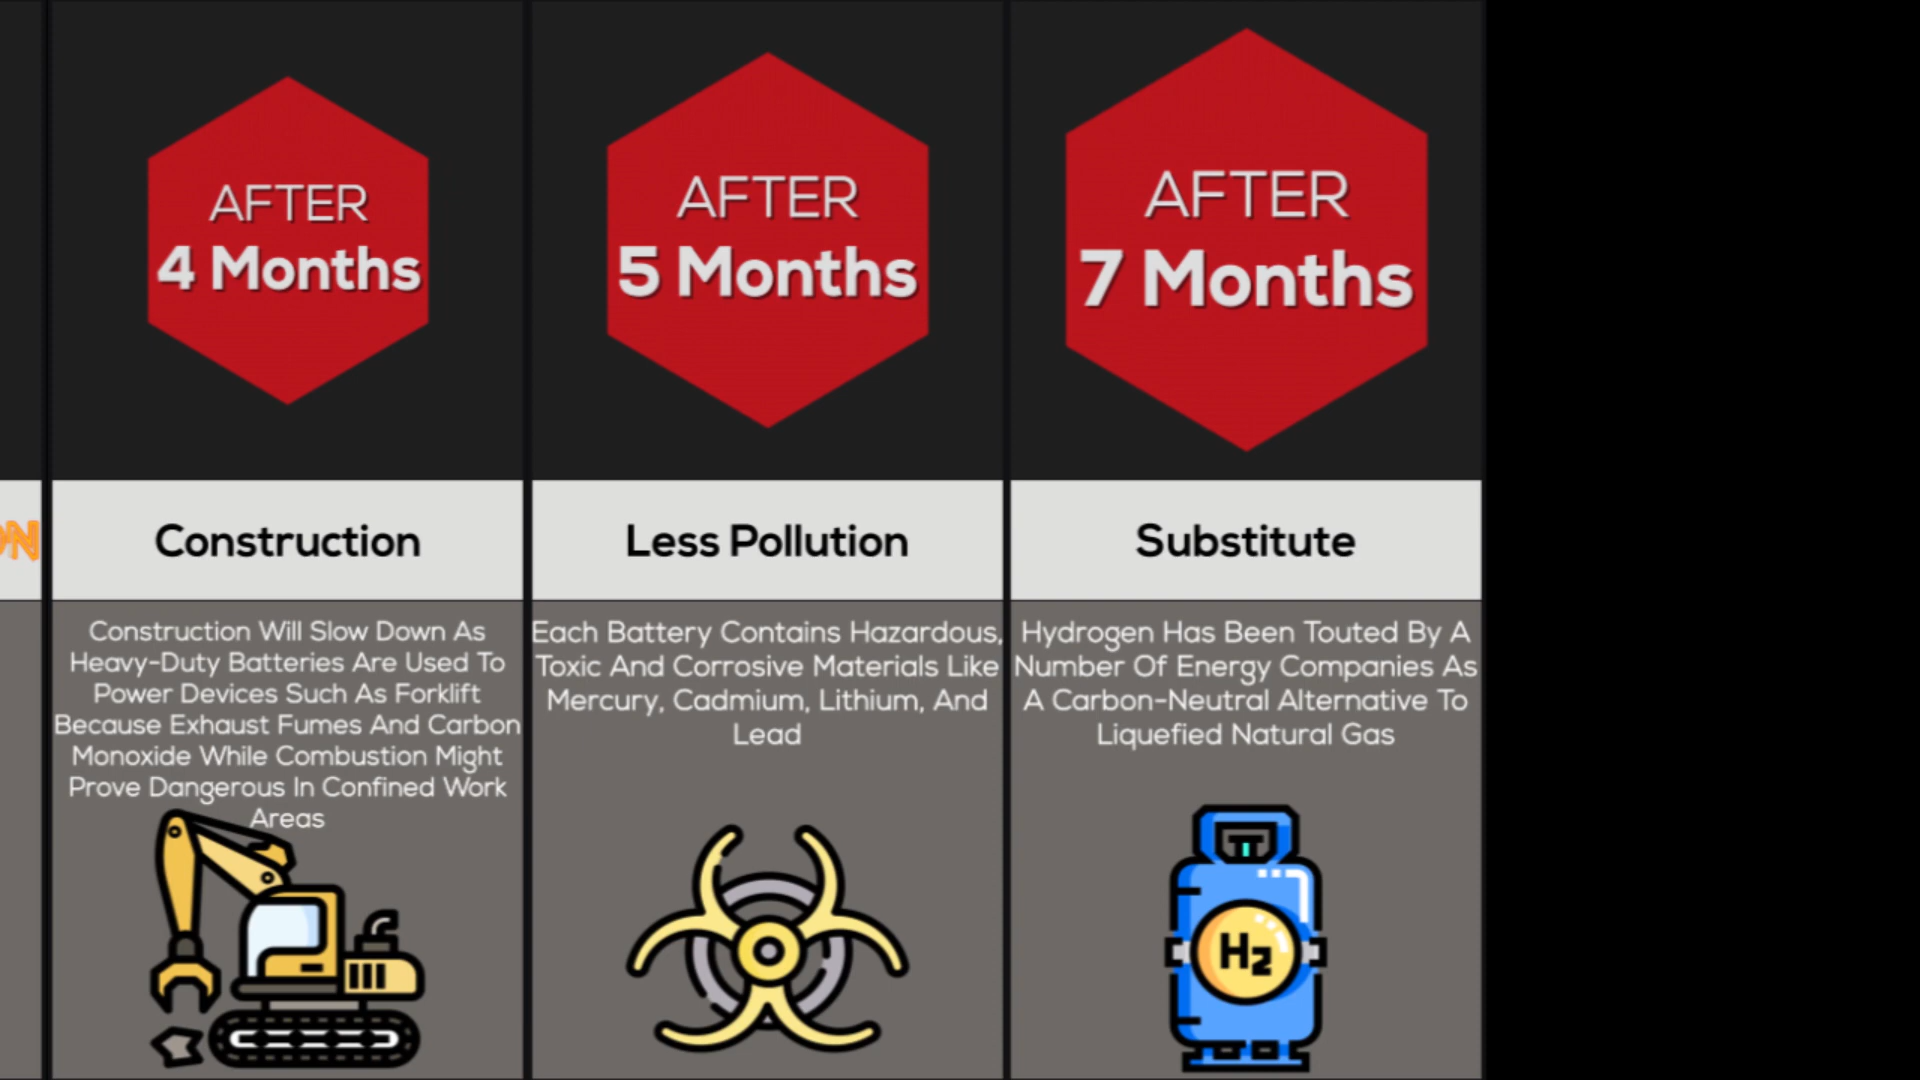 AFTER
4 Months
AFTER
5 Months
AFTER
7 Months
Construction
Less Pollution
Substitute
Construction Will Slow Down As
Heavy-Duty Batteries Are Used To
Power Devices Such As Forklift
Because Exhaust Fumes And Carbon
Monoxide While Combustion Might
Prove Dangerous In Confined Work
Areas
Each Battery Contains Hazardous,
Toxic And Corrosive Materials Like
Mercury, Cadmium, Lithium, And
Lead
Hydrogen Has Been Touted By A
Number Of Energy Companies As
A Carbon-Neutral Alternative To
Liquefied Natural Gas
H2